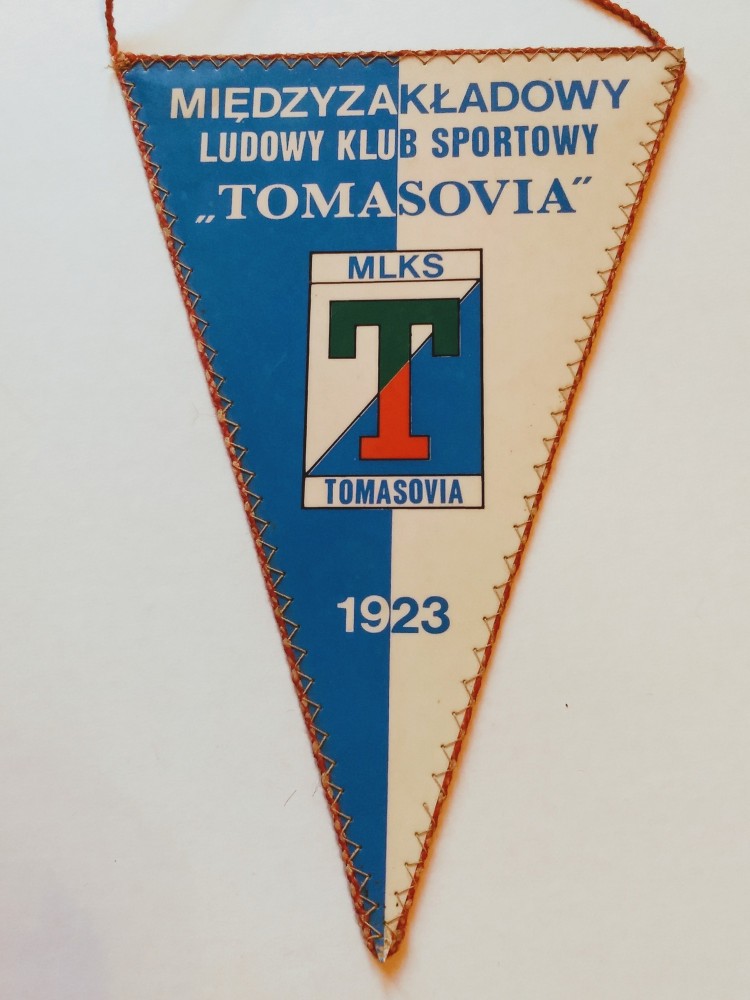 MIĘDZYZAKŁADOWY
LUDOWY KLUB SPORTOWY
„TOMASOVIA”
MLKS
T
TOMASOVIA
1923